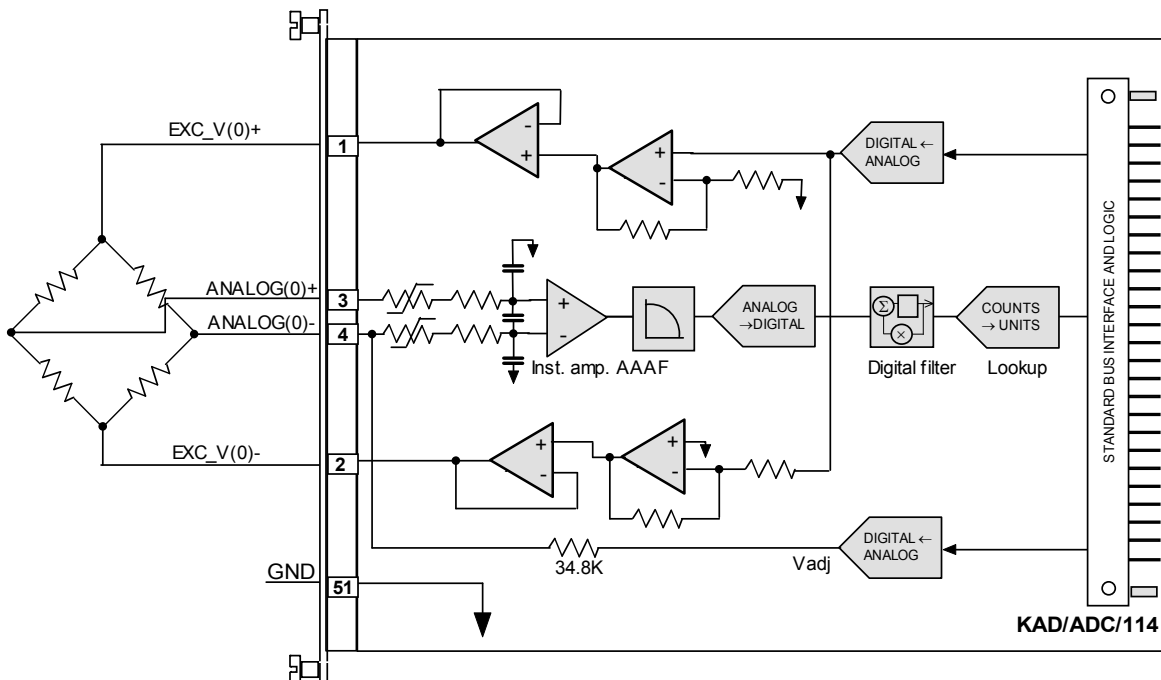 EXC_V(0)+
1
DIGITAL ←
ANALOG
ANALOG(0)+
3
ANALOG(0)-
4
Inst. amp. AAAF
ANALOG
→DIGITAL
Digital filter
Σ
×
COUNTS
→ UNITS
Lookup
EXC_V(0)-
2
34.8K
Vadj
DIGITAL ←
ANALOG
GND
51
STANDARD BUS INTERFACE AND LOGIC
KAD/ADC/114
-
+
+
-
+
-
+
-
+
-